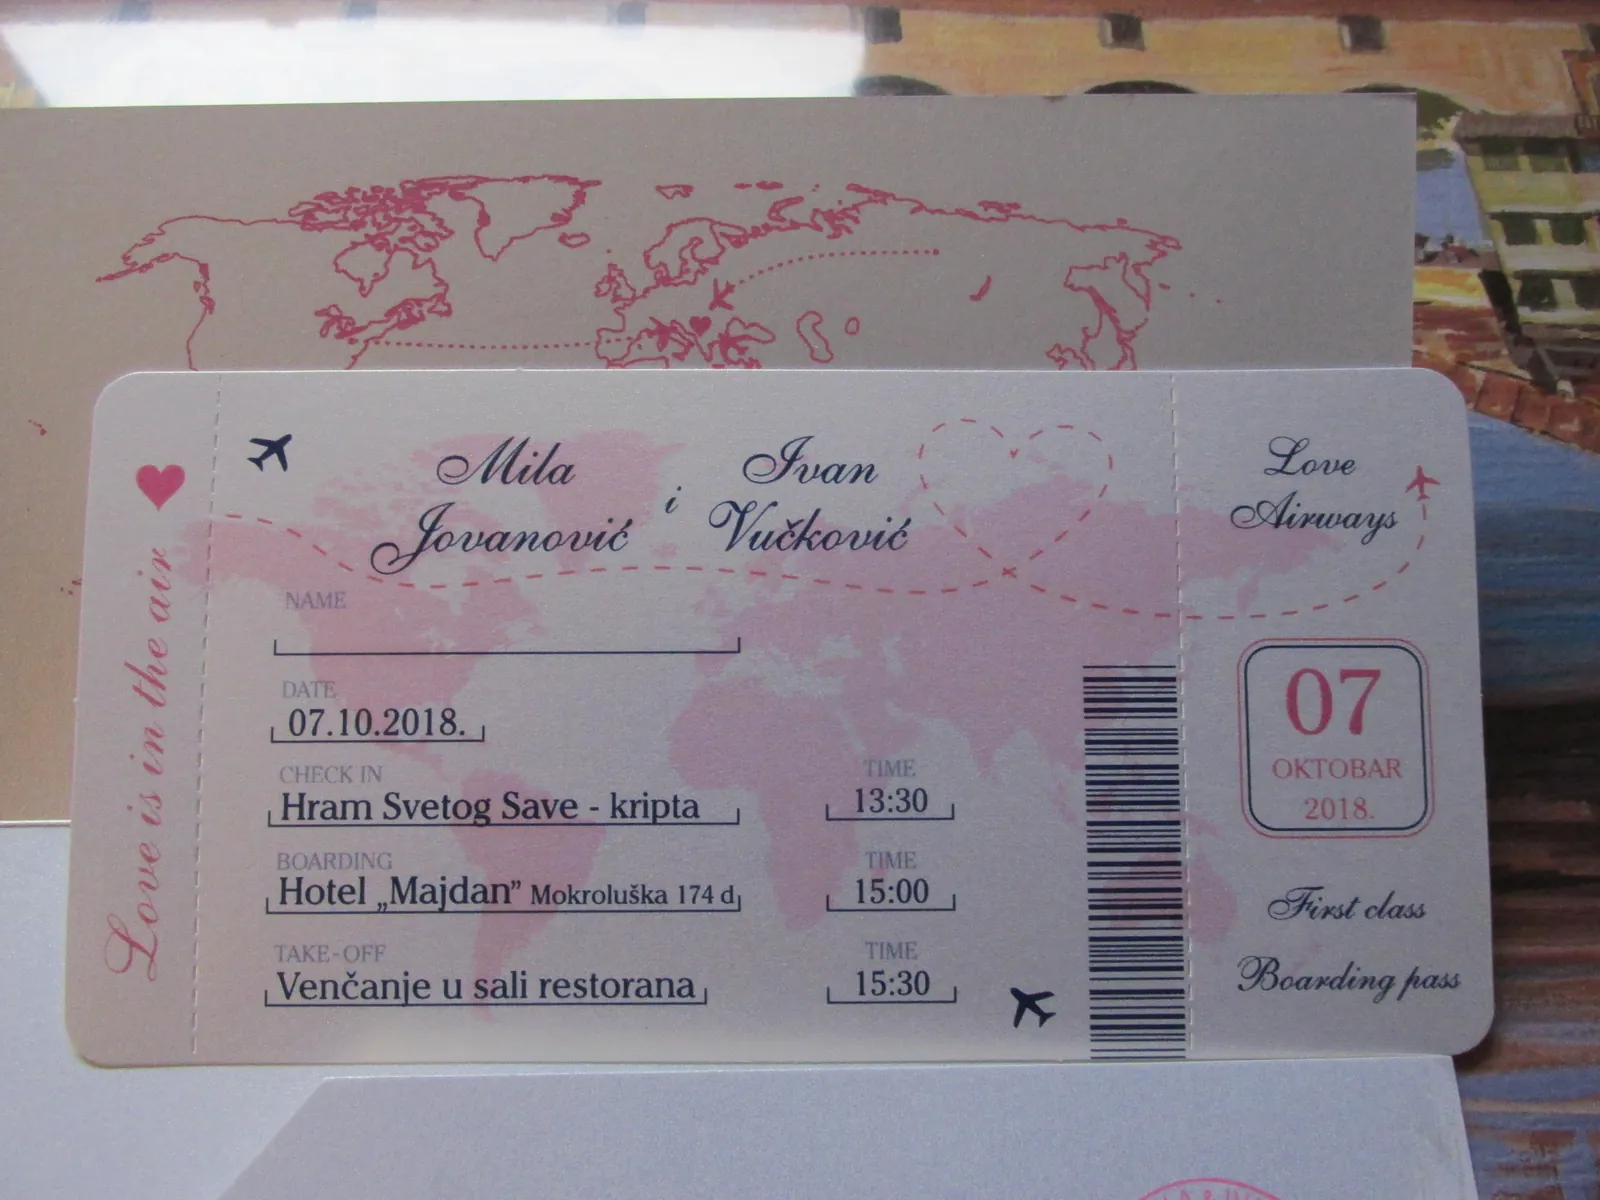 Love is in the air
Mila
Jovanović
i
Ivan
Vučković
NAME
DATE
07.10.2018.
CHECK IN
Hram Svetog Save - kripta
TIME
13:30
BOARDING
Hotel „Majdan” Mokroluška 174 d
TIME
15:00
TAKE-OFF
Venčanje u sali restorana
TIME
15:30
Love
Airways
07
OKTOBAR
2018.
First class
Boarding pass